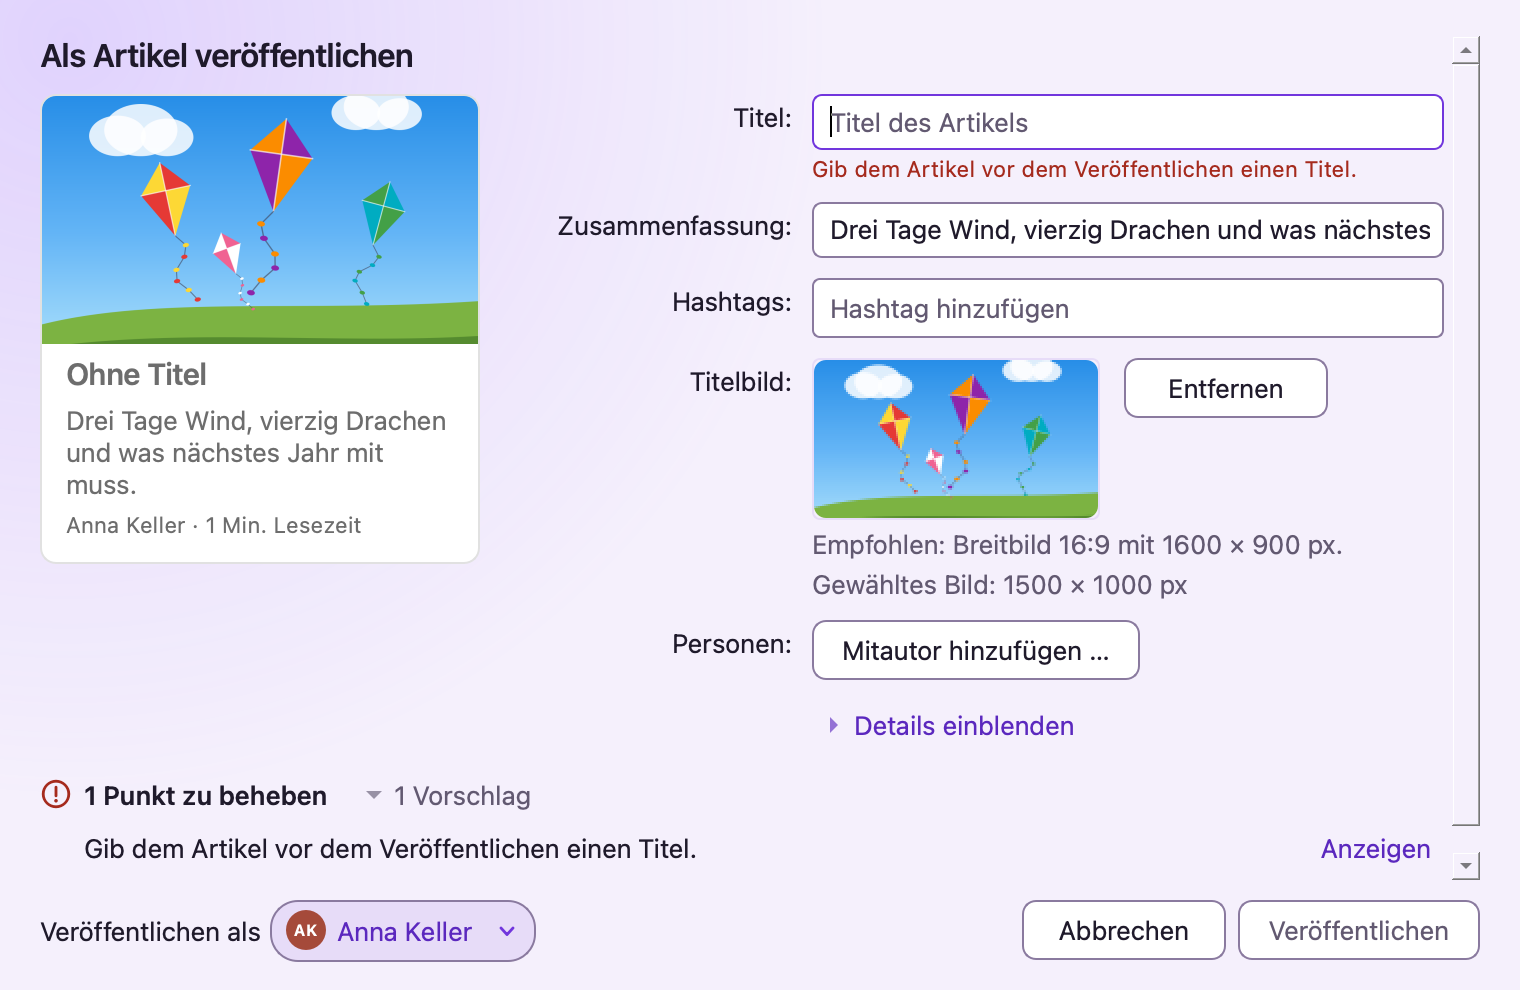 Als Artikel veröffentlichen
Ohne Titel
Drei Tage Wind, vierzig Drachen
und was nächstes Jahr mit
muss.
Anna Keller · 1 Min. Lesezeit
Titel:
Titel des Artikels
Gib dem Artikel vor dem Veröffentlichen einen Titel.
Zusammenfassung:
Drei Tage Wind, vierzig Drachen und was nächstes
Hashtags:
Hashtag hinzufügen
Titelbild:
Entfernen
Empfohlen: Breitbild 16:9 mit 1600 × 900 px.
Gewähltes Bild: 1500 × 1000 px
Personen:
Mitautor hinzufügen ...
Details einblenden
1 Punkt zu beheben
1 Vorschlag
Gib dem Artikel vor dem Veröffentlichen einen Titel.
Anzeigen
Veröffentlichen als
AK
Anna Keller
Abbrechen
Veröffentlichen